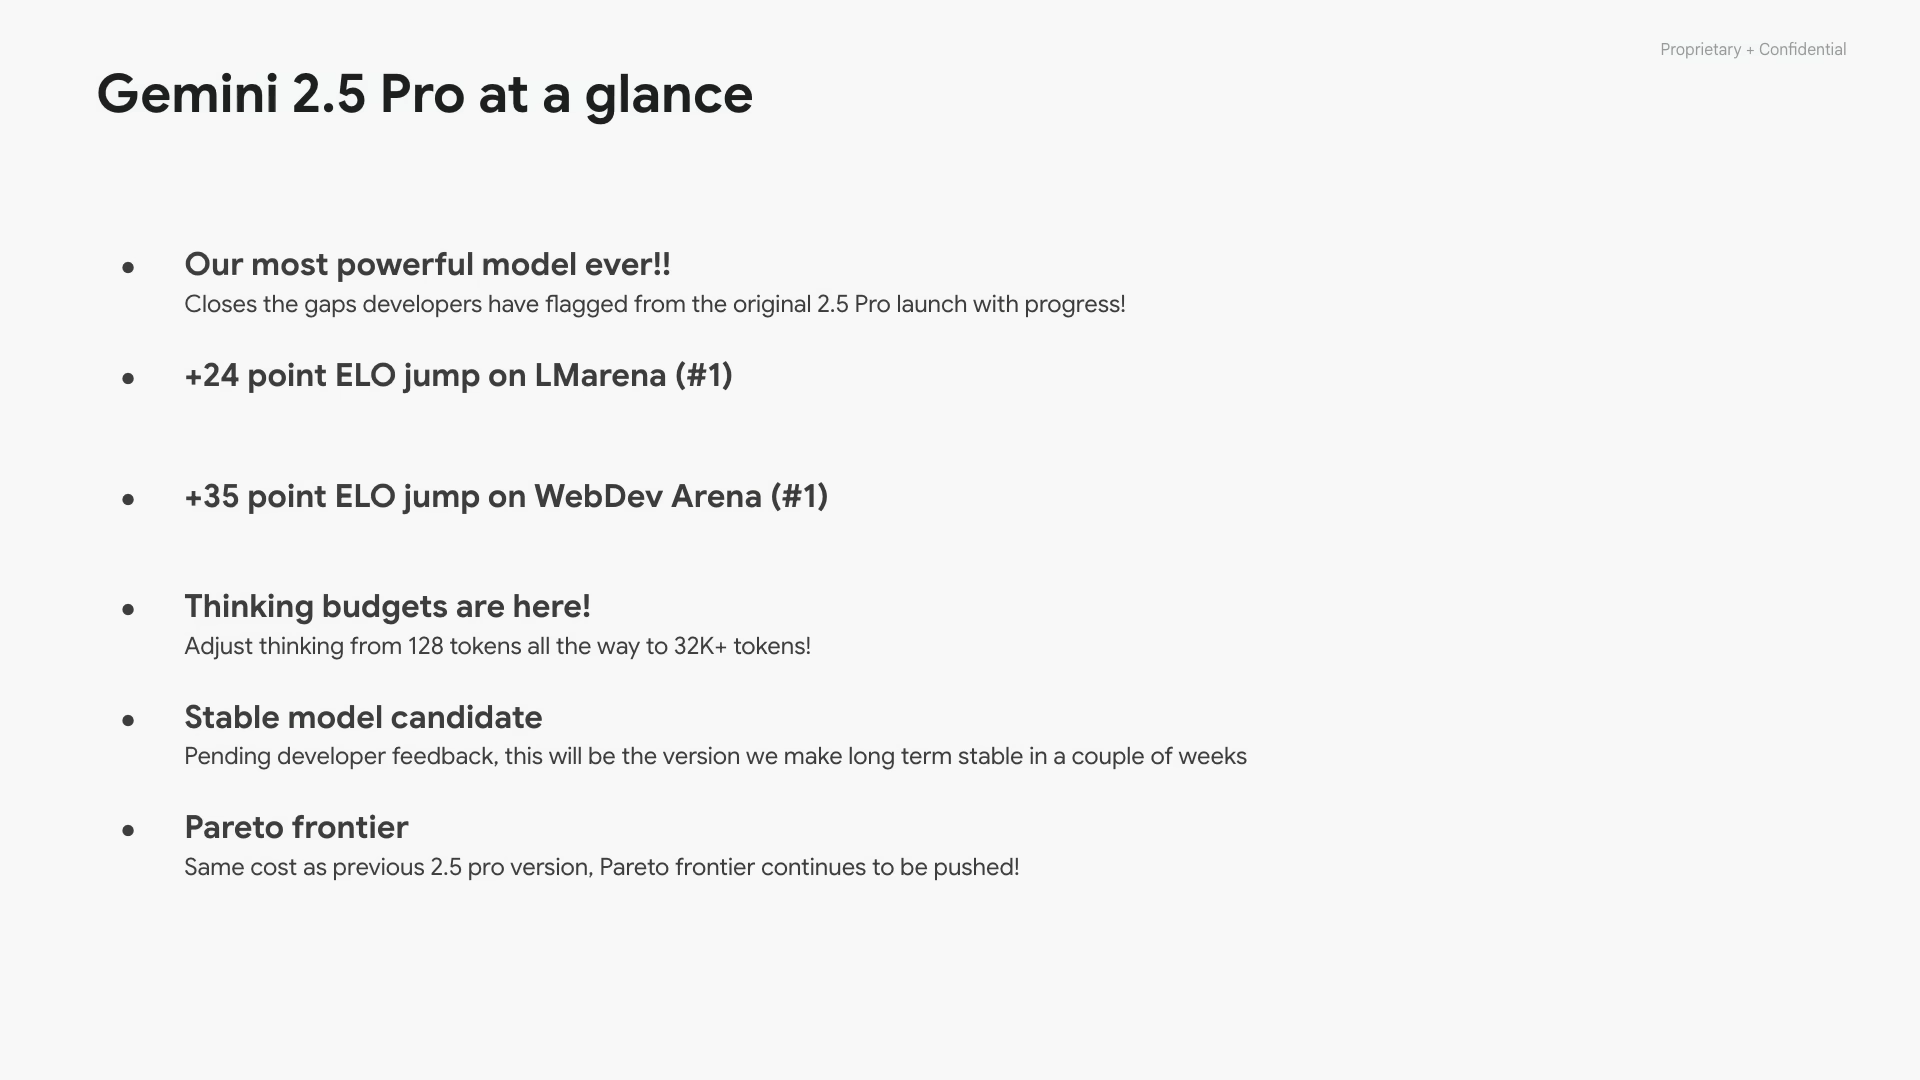 Proprietary + Confidential
Gemini 2.5 Pro at a glance
● Our most powerful model ever!!
Closes the gaps developers have flagged from the original 2.5 Pro launch with progress!
● +24 point ELO jump on LMarena (#1)
● +35 point ELO jump on WebDev Arena (#1)
● Thinking budgets are here!
Adjust thinking from 128 tokens all the way to 32K+ tokens!
● Stable model candidate
Pending developer feedback, this will be the version we make long term stable in a couple of weeks
● Pareto frontier
Same cost as previous 2.5 pro version, Pareto frontier continues to be pushed!